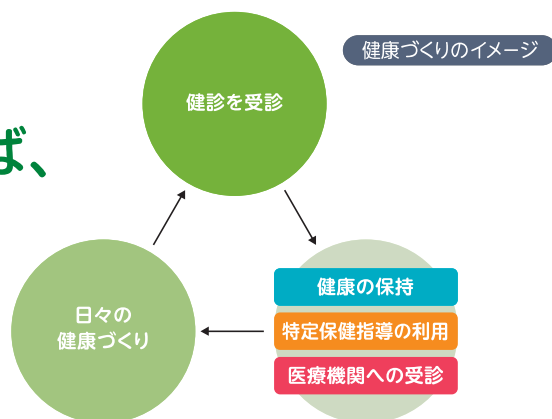 健康づくりのイメージ
健診を受診
ば、
健康の保持
特定保健指導の利用
医療機関への受診
日々の
健康づくり